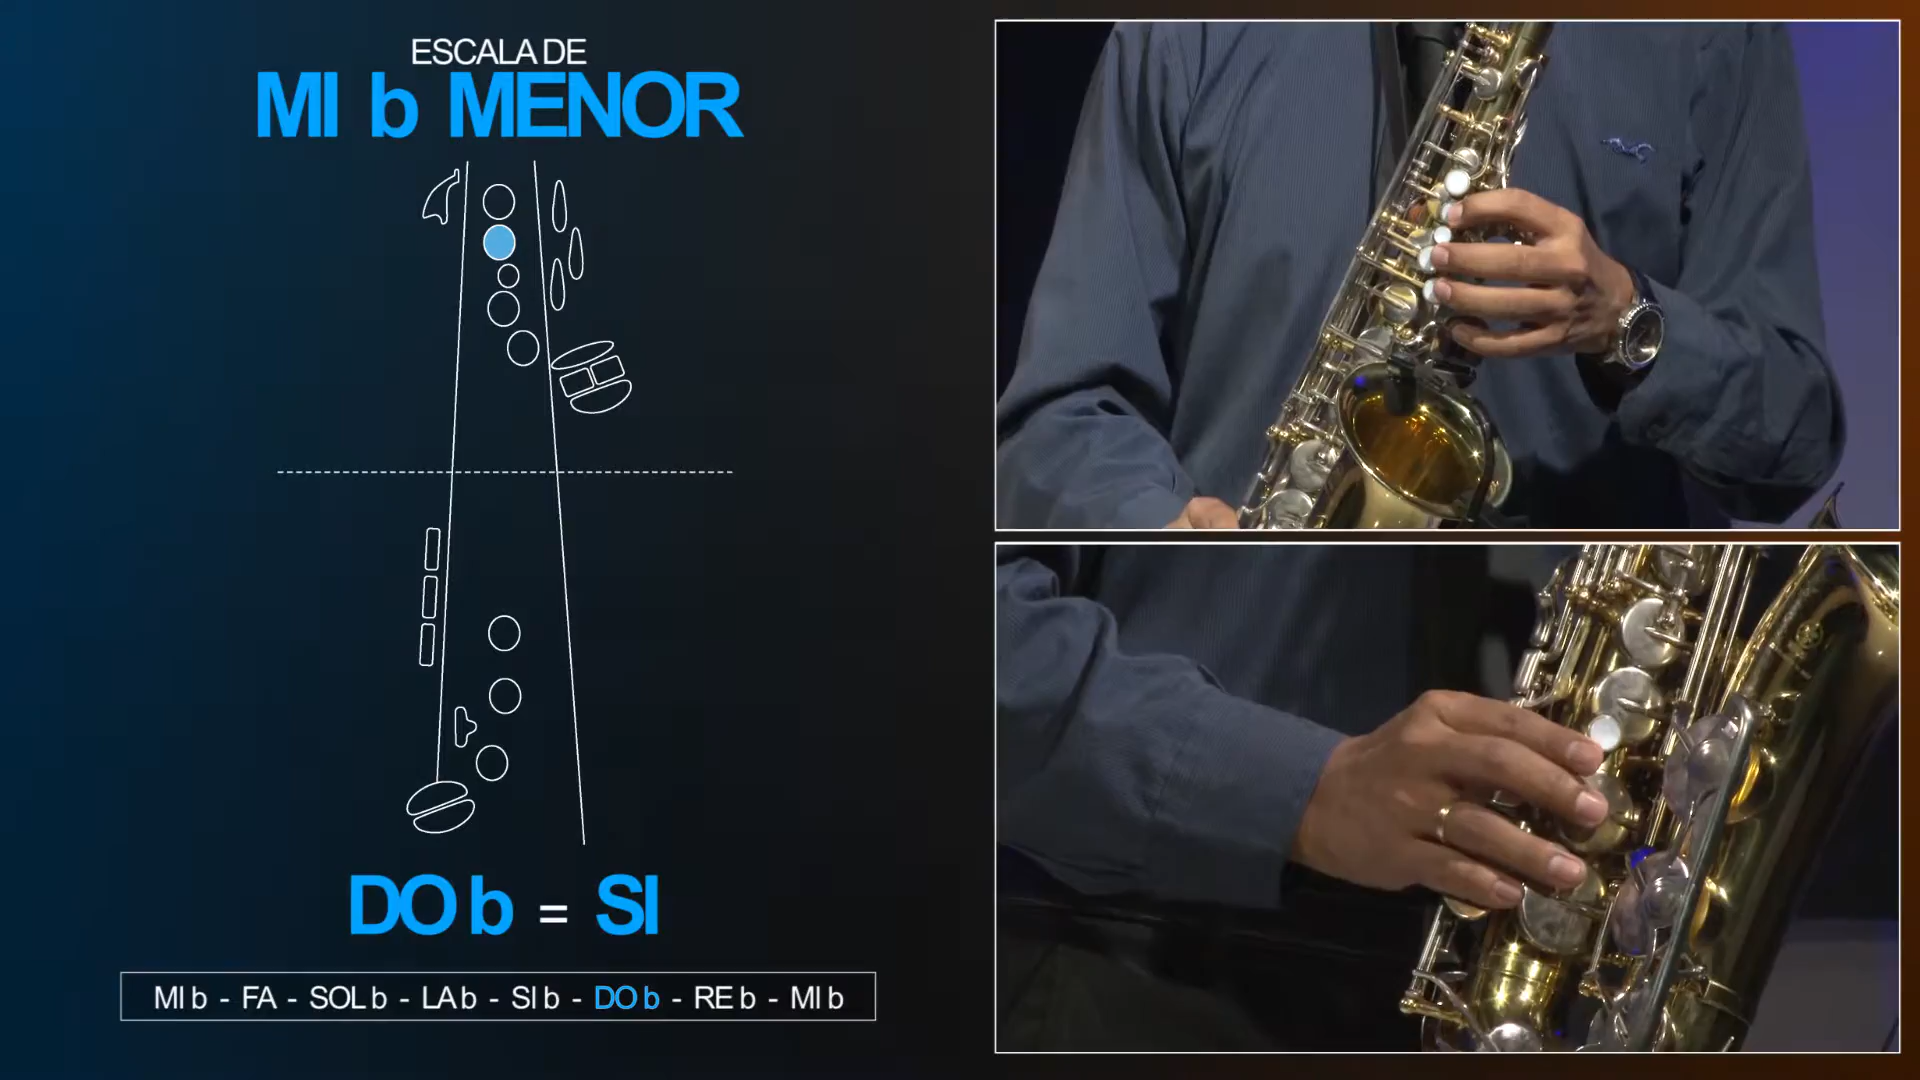 ESCALA DE
MI b MENOR
DO b = SI
MI b - FA - SOL b - LA b - SI b - DO b - RE b - MI b